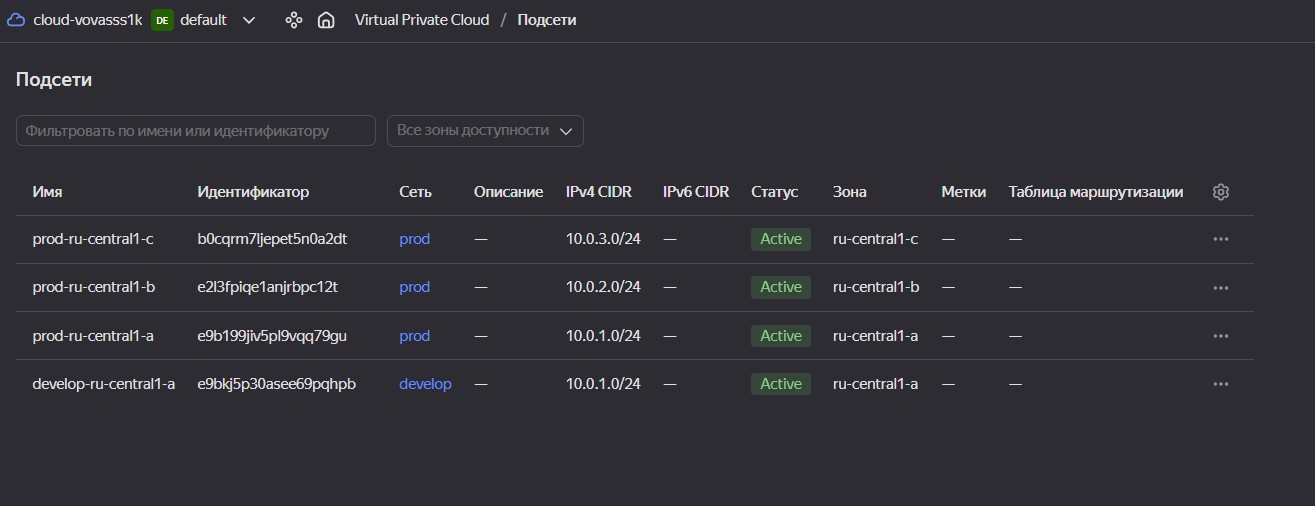 cloud-vovasss1k DE default Virtual Private Cloud / Подсети
Подсети
Фильтровать по имени или идентификатору Все зоны доступности
Имя Идентификатор Сеть Описание IPv4 CIDR IPv6 CIDR Статус Зона Метки Таблица маршрутизации
prod-ru-central1-c b0cqrm7ljepet5n0a2dt prod — 10.0.3.0/24 — Active ru-central1-c — —
prod-ru-central1-b e2l3fpiqe1anjrbpc12t prod — 10.0.2.0/24 — Active ru-central1-b — —
prod-ru-central1-a e9b199jiv5pl9vqq79gu prod — 10.0.1.0/24 — Active ru-central1-a — —
develop-ru-central1-a e9bkj5p30asee69pqhpb develop — 10.0.1.0/24 — Active ru-central1-a — —